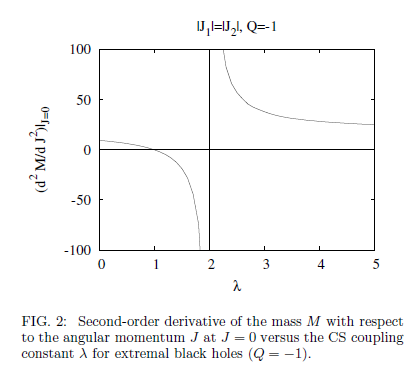 |J₁|=|J₂|, Q=-1
100
50
0
-50
-100
(d² M/d J²)|J=0
0 1 2 3 4 5
λ
FIG. 2: Second-order derivative of the mass M with respect
to the angular momentum J at J = 0 versus the CS coupling
constant λ for extremal black holes (Q = −1).